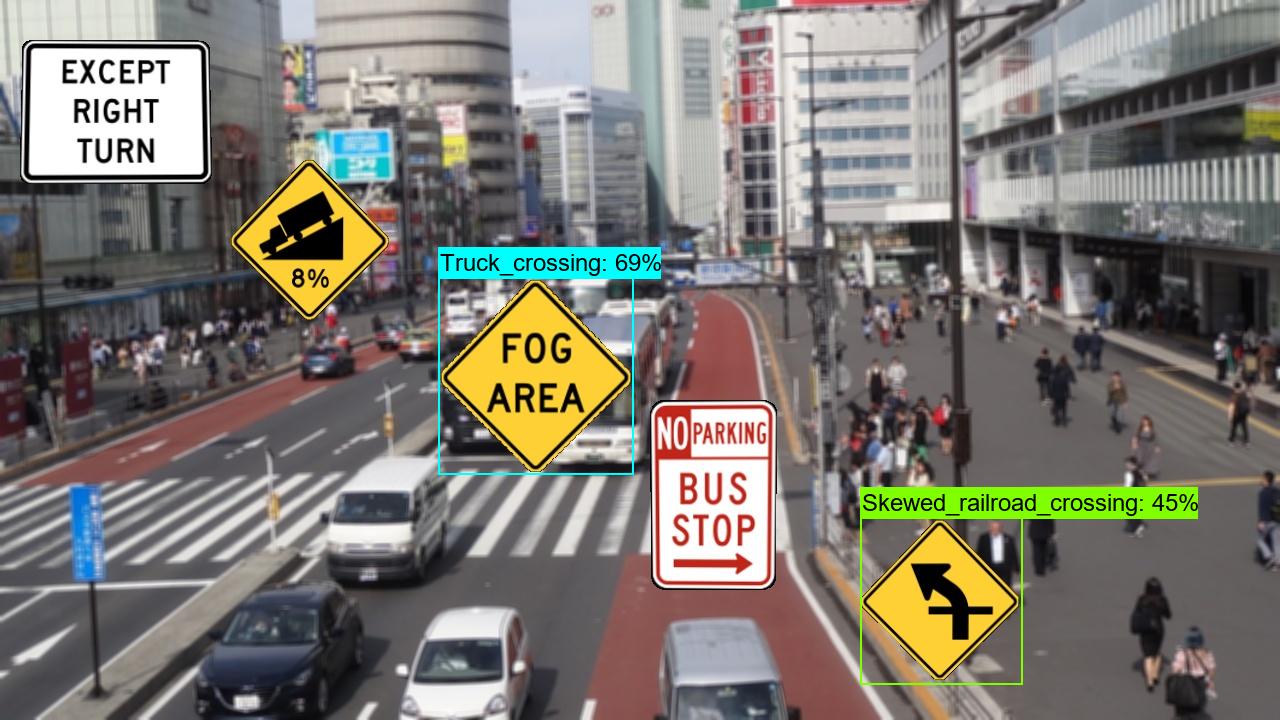 EXCEPT
RIGHT
TURN
8%
Truck_crossing: 69%
FOG
AREA
NO PARKING
BUS
STOP
Skewed_railroad_crossing: 45%